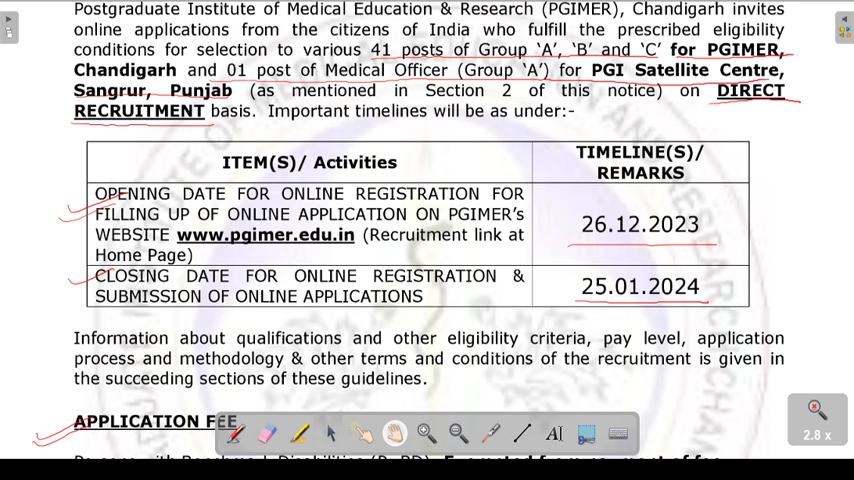 Postgraduate Institute of Medical Education & Research (PGIMER), Chandigarh invites
online applications from the citizens of India who fulfill the prescribed eligibility
conditions for selection to various 41 posts of Group ‘A’, ‘B’ and ‘C’ for PGIMER,
Chandigarh and 01 post of Medical Officer (Group ‘A’) for PGI Satellite Centre,
Sangrur, Punjab (as mentioned in Section 2 of this notice) on DIRECT
RECRUITMENT basis. Important timelines will be as under:-
ITEM(S)/ Activities
TIMELINE(S)/
REMARKS
OPENING DATE FOR ONLINE REGISTRATION FOR
FILLING UP OF ONLINE APPLICATION ON PGIMER’s
WEBSITE www.pgimer.edu.in (Recruitment link at
Home Page)
26.12.2023
CLOSING DATE FOR ONLINE REGISTRATION &
SUBMISSION OF ONLINE APPLICATIONS
25.01.2024
Information about qualifications and other eligibility criteria, pay level, application
process and methodology & other terms and conditions of the recruitment is given in
the succeeding sections of these guidelines.
APPLICATION FEE
AI
2.8 x